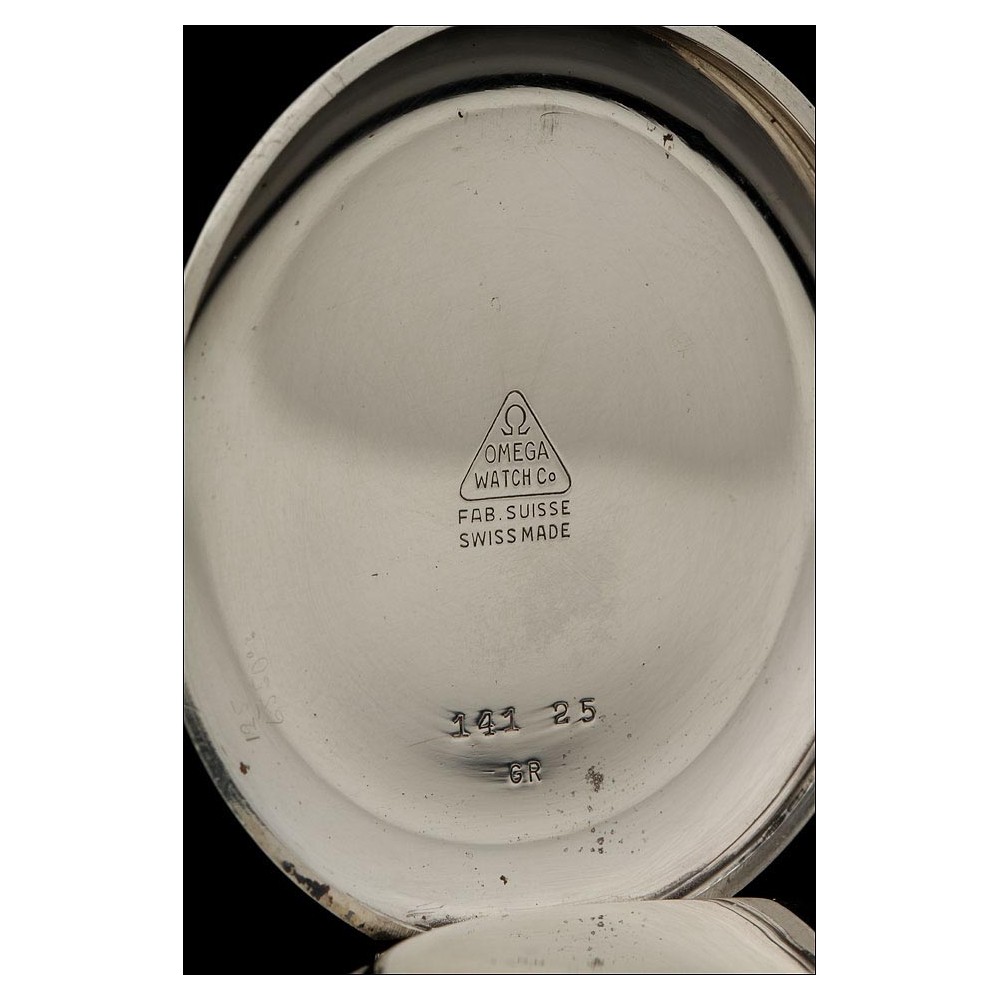 Ω
OMEGA
WATCH Co
FAB. SUISSE
SWISS MADE
141 25
GR